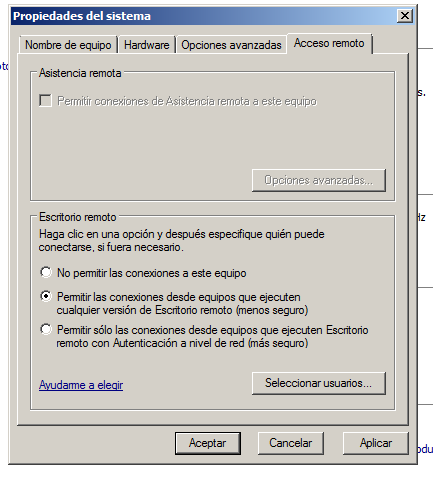 Propiedades del sistema
Nombre de equipo Hardware Opciones avanzadas Acceso remoto
Asistencia remota
Permitir conexiones de Asistencia remota a este equipo
Opciones avanzadas...
Escritorio remoto
Haga clic en una opción y después especifique quién puede
conectarse, si fuera necesario.
No permitir las conexiones a este equipo
Permitir las conexiones desde equipos que ejecuten
cualquier versión de Escritorio remoto (menos seguro)
Permitir sólo las conexiones desde equipos que ejecuten Escritorio
remoto con Autenticación a nivel de red (más seguro)
Ayudarme a elegir
Seleccionar usuarios...
Aceptar Cancelar Aplicar